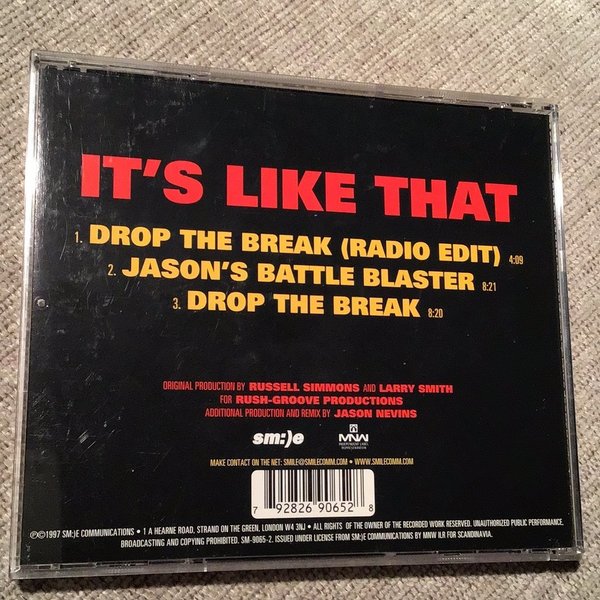 IT'S LIKE THAT
1. DROP THE BREAK (RADIO EDIT) 4:09
2. JASON'S BATTLE BLASTER 8:21
3. DROP THE BREAK 8:20
ORIGINAL PRODUCTION BY RUSSELL SIMMONS AND LARRY SMITH
FOR RUSH-GROOVE PRODUCTIONS
ADDITIONAL PRODUCTION AND REMIX BY JASON NEVINS
sm:)e MNW
INDEPENDENT LABEL
REPRESENTATION
MAKE CONTACT ON THE NET: SMILE@SMILECOMM.COM • WWW.SMILECOMM.COM
7 92826 90652 8
℗©1997 SM:)E COMMUNICATIONS • 1 A HEARNE ROAD, STRAND ON THE GREEN, LONDON W4 3NJ • ALL RIGHTS OF THE OWNER OF THE RECORDED WORK RESERVED. UNAUTHORIZED PUBLIC PERFORMANCE,
BROADCASTING AND COPYING PROHIBITED. SM-9065-2. ISSUED UNDER LICENSE FROM SM:)E COMMUNICATIONS BY MNW ILR FOR SCANDINAVIA.